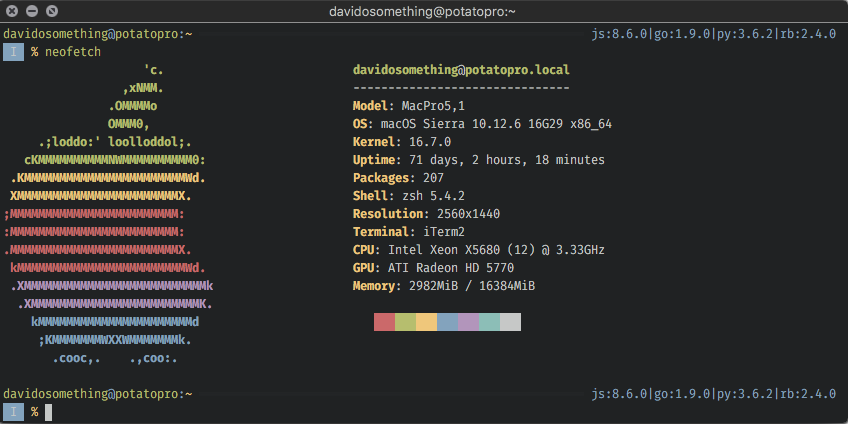 davidosomething@potatopro:~
davidosomething@potatopro:~ js:8.6.0|go:1.9.0|py:3.6.2|rb:2.4.0
I % neofetch
'c.
,xNMM. davidosomething@potatopro.local
.OMMMMo -------------------------------
OMMM0, Model: MacPro5,1
.;loddo:' loolloddol;. OS: macOS Sierra 10.12.6 16G29 x86_64
cKMMMMMMMMMMNWMMMMMMMMMM0: Kernel: 16.7.0
.KMMMMMMMMMMMMMMMMMMMMMMMWd. Uptime: 71 days, 2 hours, 18 minutes
XMMMMMMMMMMMMMMMMMMMMMMMX. Packages: 207
;MMMMMMMMMMMMMMMMMMMMMMMM: Shell: zsh 5.4.2
:MMMMMMMMMMMMMMMMMMMMMMMM: Resolution: 2560x1440
.MMMMMMMMMMMMMMMMMMMMMMMMX. Terminal: iTerm2
kMMMMMMMMMMMMMMMMMMMMMMMMWd. CPU: Intel Xeon X5680 (12) @ 3.33GHz
.XMMMMMMMMMMMMMMMMMMMMMMMMMMk GPU: ATI Radeon HD 5770
.XMMMMMMMMMMMMMMMMMMMMMMMMK. Memory: 2982MiB / 16384MiB
kMMMMMMMMMMMMMMMMMMMMMMd
;KMMMMMMMWXXWMMMMMMMk.
.cooc,. .,coo:.
davidosomething@potatopro:~ js:8.6.0|go:1.9.0|py:3.6.2|rb:2.4.0
I %